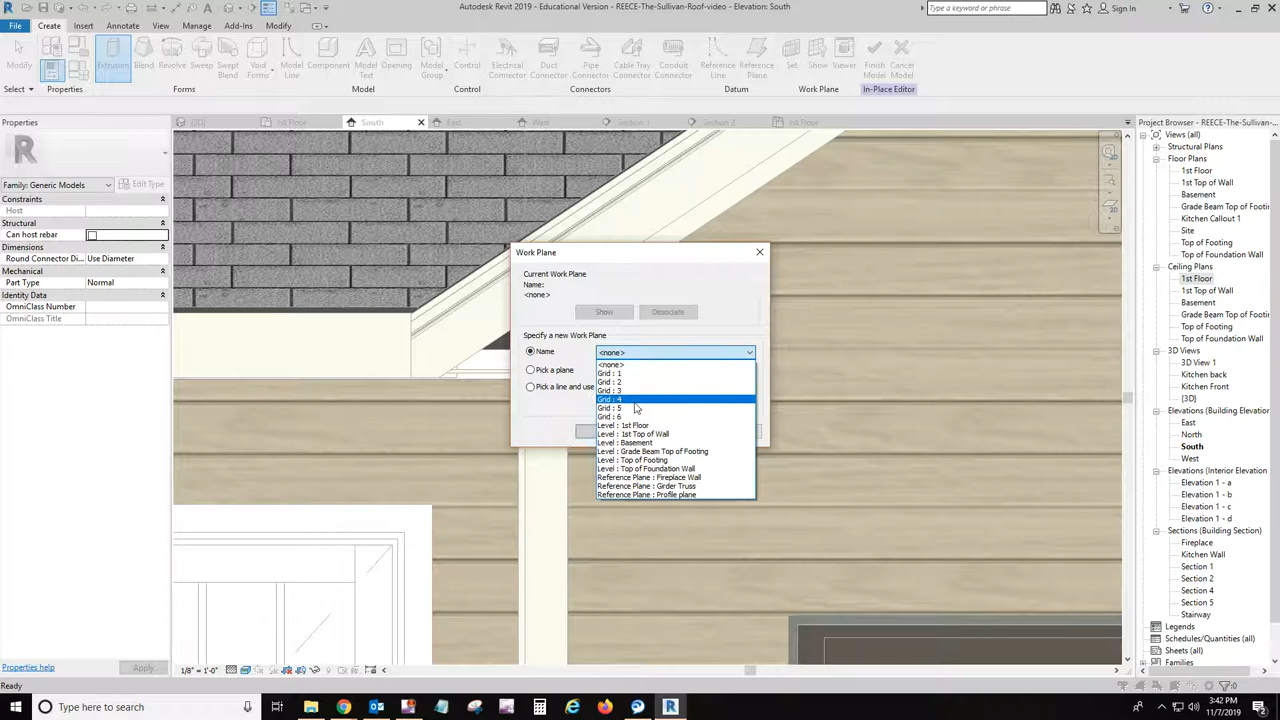 Autodesk Revit 2019 - Educational Version - REECE-The-Sullivan-Roof-video - Elevation: South
Type a keyword or phrase
Sign In
File Create Insert Annotate View Manage Add-Ins Modify
Modify Extrusion Blend Revolve Sweep Swept Blend Void Forms Model Line Component Model Text Opening Model Group Control Electrical Connector Duct Connector Pipe Connector Cable Tray Connector Conduit Connector Reference Line Reference Plane Set Show Viewer Finish Model Cancel Model
Select Properties Forms Model Control Connectors Datum Work Plane In-Place Editor
Properties
{3D} 1st Floor South East West Section 1 Section 2 1st Floor
Project Browser - REECE-The-Sullivan-...
Family: Generic Models
Edit Type
Constraints
Host
Structural
Can host rebar
Dimensions
Round Connector Di... Use Diameter
Mechanical
Part Type Normal
Identity Data
OmniClass Number
OmniClass Title
Properties help
Apply
Work Plane
Current Work Plane
Name:
<none>
Show
Dissociate
Specify a new Work Plane
Name
<none>
Pick a plane
Pick a line and use
<none>
Grid : 1
Grid : 2
Grid : 3
Grid : 4
Grid : 5
Grid : 6
Level : 1st Floor
Level : 1st Top of Wall
Level : Basement
Level : Grade Beam Top of Footing
Level : Top of Footing
Level : Top of Foundation Wall
Reference Plane : Fireplace Wall
Reference Plane : Girder Truss
Reference Plane : Profile plane
Views (all)
Structural Plans
Floor Plans
1st Floor
1st Top of Wall
Basement
Grade Beam Top of Footing
Kitchen Callout 1
Site
Top of Footing
Top of Foundation Wall
Ceiling Plans
1st Floor
1st Top of Wall
Basement
Grade Beam Top of Footing
Top of Footing
Top of Foundation Wall
3D Views
3D View 1
Kitchen back
Kitchen Front
{3D}
Elevations (Building Elevation
East
North
South
West
Elevations (Interior Elevation
Elevation 1 - a
Elevation 1 - b
Elevation 1 - c
Elevation 1 - d
Sections (Building Section)
Fireplace
Kitchen Wall
Section 1
Section 2
Section 4
Section 5
Stairway
Legends
Schedules/Quantities (all)
Sheets (all)
Families
1/8" = 1'-0"
Ready
:0
Type here to search
3:42 PM
11/7/2019